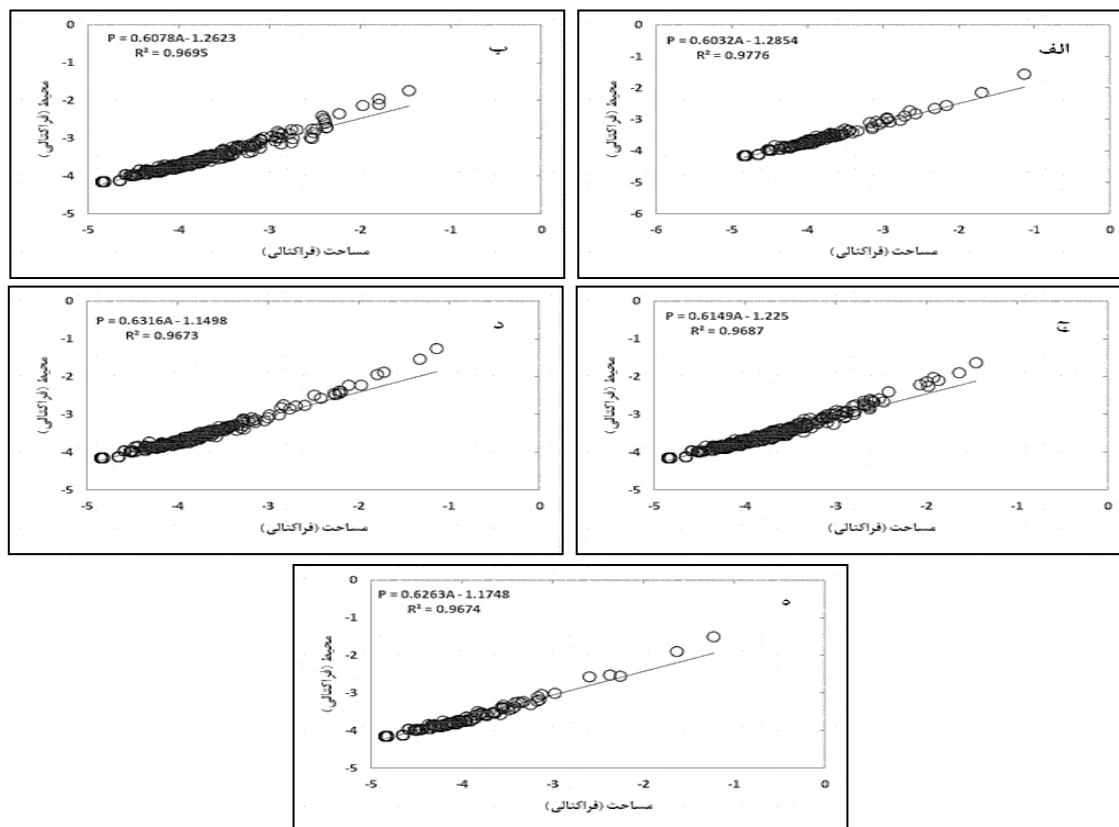 الف
P = 0.6032A - 1.2854
R² = 0.9776
0
-1
-2
-3
-4
-5
-6 -5 -4 -3 -2 -1 0
محیط (فراکتالی)
مساحت (فراکتالی)
ب
P = 0.6078A - 1.2623
R² = 0.9695
0
-1
-2
-3
-4
-5
-5 -4 -3 -2 -1 0
محیط (فراکتالی)
مساحت (فراکتالی)
ج
P = 0.6149A - 1.225
R² = 0.9687
0
-1
-2
-3
-4
-5
-5 -4 -3 -2 -1 0
محیط (فراکتالی)
مساحت (فراکتالی)
د
P = 0.6316A - 1.1498
R² = 0.9673
0
-1
-2
-3
-4
-5
-5 -4 -3 -2 -1 0
محیط (فراکتالی)
مساحت (فراکتالی)
ه
P = 0.6263A - 1.1748
R² = 0.9674
0
-1
-2
-3
-4
-5
-5 -4 -3 -2 -1 0
محیط (فراکتالی)
مساحت (فراکتالی)